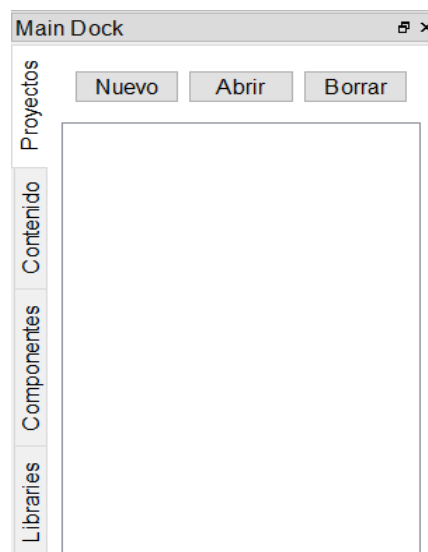 Main Dock
Nuevo Abrir Borrar
Proyectos
Contenido
Componentes
Libraries